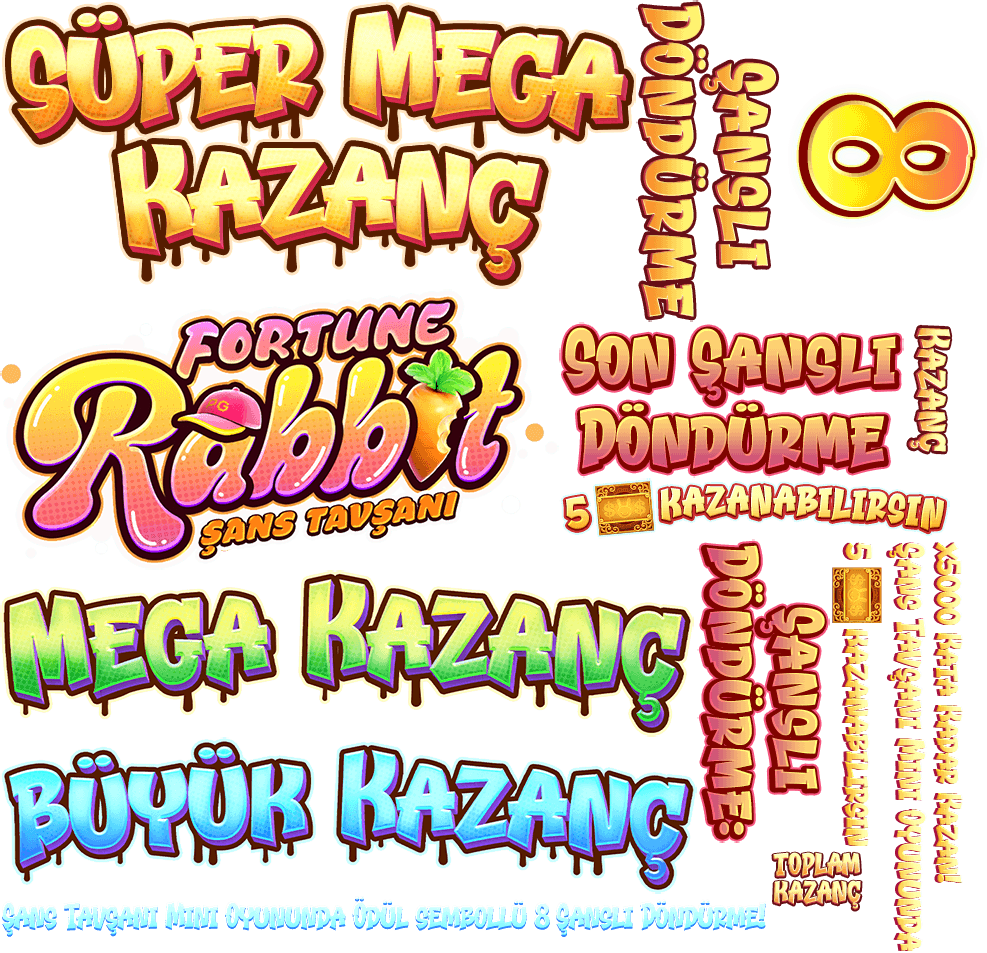 SÜPER MEGA
KAZANÇ
ŞANSLI
DÖNDÜRME
8
FORTUNE
Rabbit
ŞANS TAVŞANI
SON ŞANSLI
DÖNDÜRME
KAZANÇ
5 KAZANABILIRSIN
MEGA KAZANÇ
BÜYÜK KAZANÇ
ŞANSLI
DÖNDÜRME:
X5000 KATA KADAR KAZAN!
ŞANS TAVŞANI MINI OYUNUNDA
5 KAZANABILIRSIN
TOPLAM
KAZANÇ
ŞANS TAVŞANI MINI OYUNUNDA ÖDÜL SEMBOLLÜ 8 ŞANSLI DÖNDÜRME!